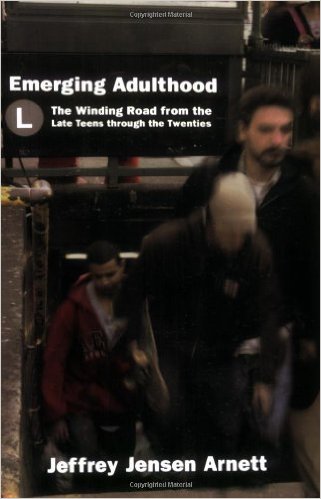 Emerging Adulthood
L
The Winding Road from the
Late Teens through the Twenties
Jeffrey Jensen Arnett